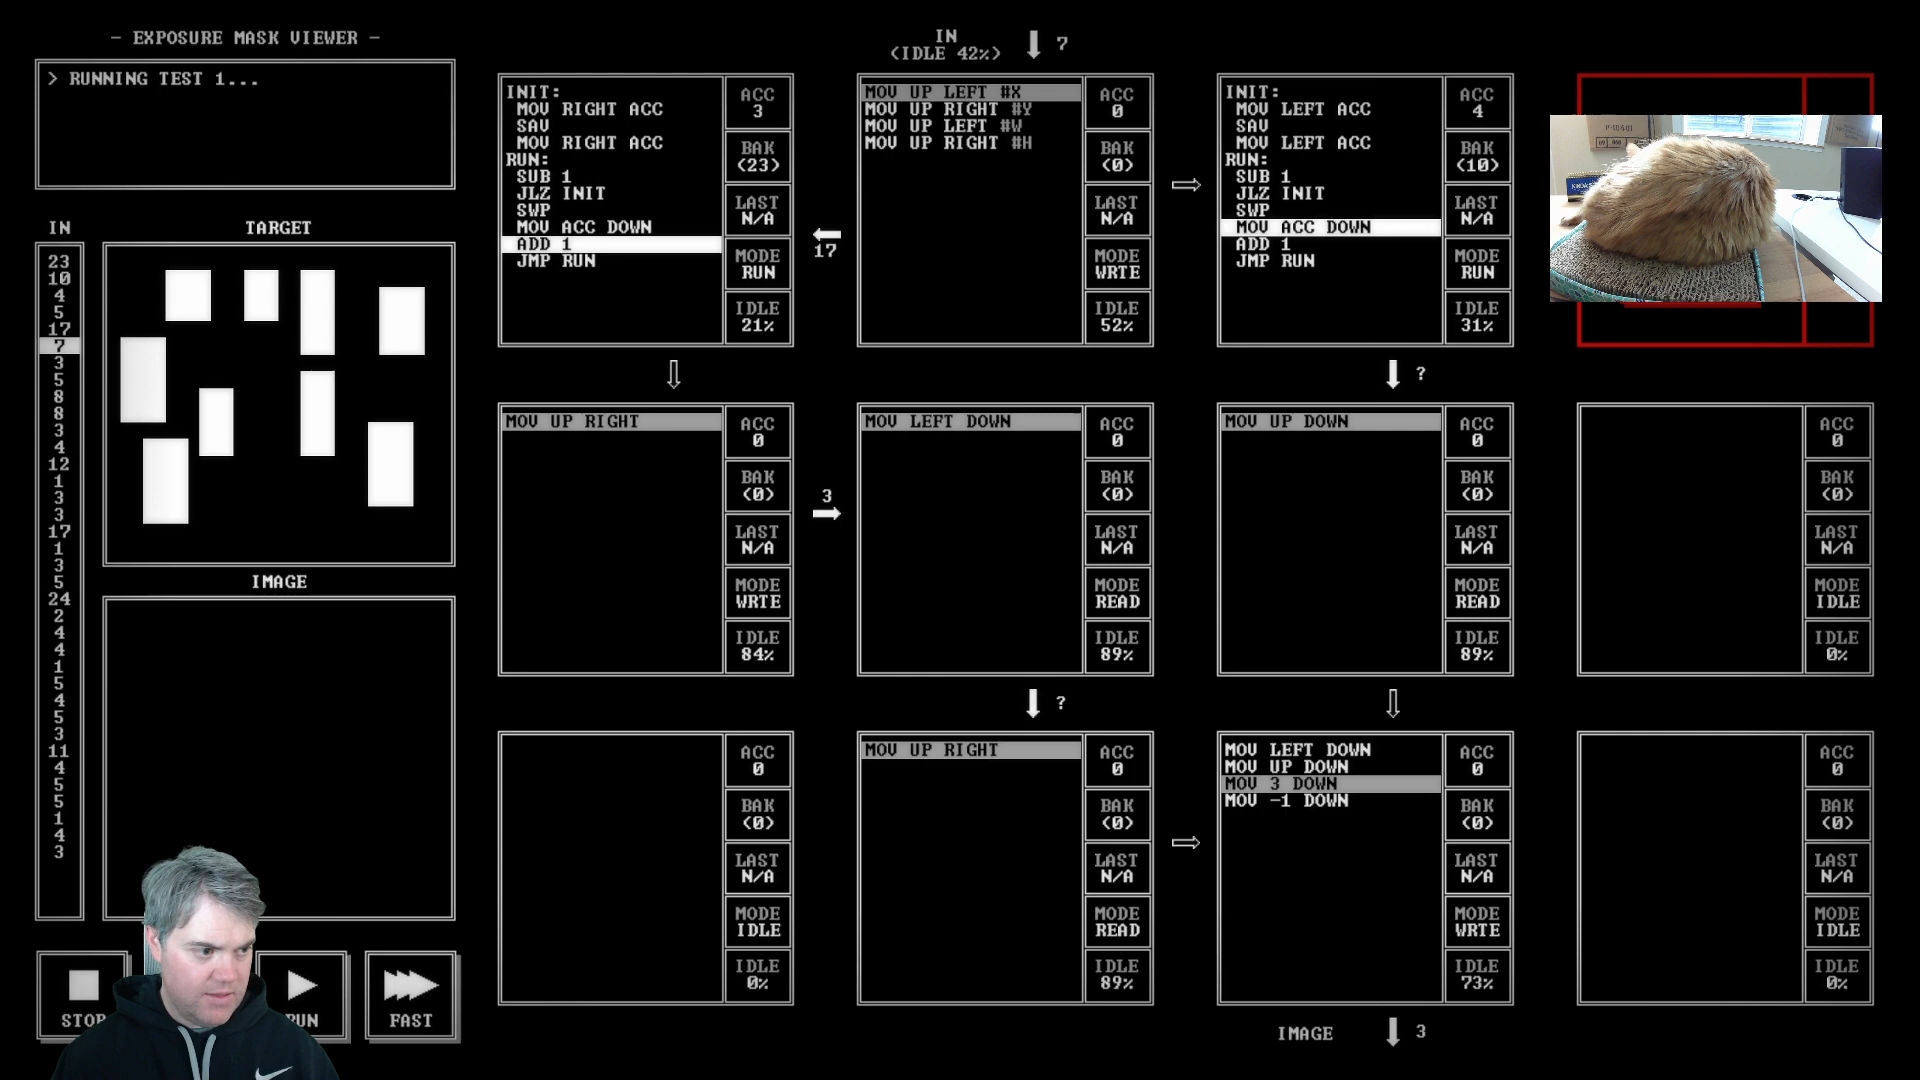 - EXPOSURE MASK VIEWER -
> RUNNING TEST 1...
IN
23
10
4
5
17
7
3
5
8
8
3
4
12
1
3
3
17
1
3
5
24
2
4
4
1
5
4
5
3
11
4
5
5
1
4
3
TARGET
IMAGE
STOP
RUN
FAST
IN
(IDLE 42%)
7
INIT:
MOV RIGHT ACC
SAV
MOV RIGHT ACC
RUN:
SUB 1
JLZ INIT
SWP
MOV ACC DOWN
ADD 1
JMP RUN
ACC
3
BAK
(23)
LAST
N/A
MODE
RUN
IDLE
21%
17
MOV UP LEFT #X
MOV UP RIGHT #Y
MOV UP LEFT #W
MOV UP RIGHT #H
ACC
0
BAK
(0)
LAST
N/A
MODE
WRTE
IDLE
52%
INIT:
MOV LEFT ACC
SAV
MOV LEFT ACC
RUN:
SUB 1
JLZ INIT
SWP
MOV ACC DOWN
ADD 1
JMP RUN
ACC
4
BAK
(10)
LAST
N/A
MODE
RUN
IDLE
31%
P-10401
?
MOV UP RIGHT
ACC
0
BAK
(0)
LAST
N/A
MODE
WRTE
IDLE
84%
3
MOV LEFT DOWN
ACC
0
BAK
(0)
LAST
N/A
MODE
READ
IDLE
89%
MOV UP DOWN
ACC
0
BAK
(0)
LAST
N/A
MODE
READ
IDLE
89%
ACC
0
BAK
(0)
LAST
N/A
MODE
IDLE
IDLE
0%
?
ACC
0
BAK
(0)
LAST
N/A
MODE
IDLE
IDLE
0%
MOV UP RIGHT
ACC
0
BAK
(0)
LAST
N/A
MODE
READ
IDLE
89%
MOV LEFT DOWN
MOV UP DOWN
MOV 3 DOWN
MOV -1 DOWN
ACC
0
BAK
(0)
LAST
N/A
MODE
WRTE
IDLE
73%
ACC
0
BAK
(0)
LAST
N/A
MODE
IDLE
IDLE
0%
IMAGE
3